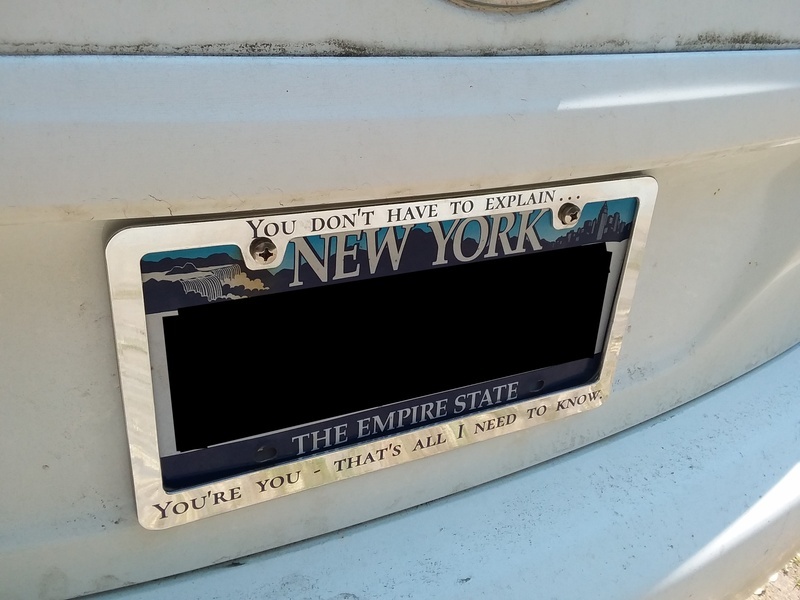 You don't have to explain...
NEW YORK
THE EMPIRE STATE
You're you - that's all I need to know.